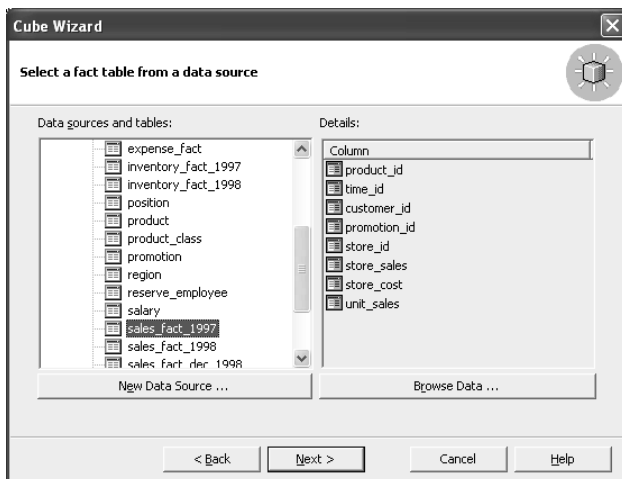 Cube Wizard
Select a fact table from a data source
Data sources and tables:
expense_fact
inventory_fact_1997
inventory_fact_1998
position
product
product_class
promotion
region
reserve_employee
salary
sales_fact_1997
sales_fact_1998
sales_fact_dec_1998
New Data Source ...
Details:
Column
product_id
time_id
customer_id
promotion_id
store_id
store_sales
store_cost
unit_sales
Browse Data ...
< Back
Next >
Cancel
Help